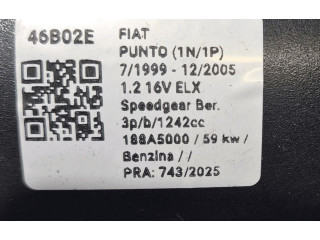 46B02E
FIAT
PUNTO (1N/1P)
7/1999 - 12/2005
1.2 16V ELX
Speedgear Ber.
3p/b/1242cc
188A5000 / 59 kw /
Benzina / /
PRA: 743/2025